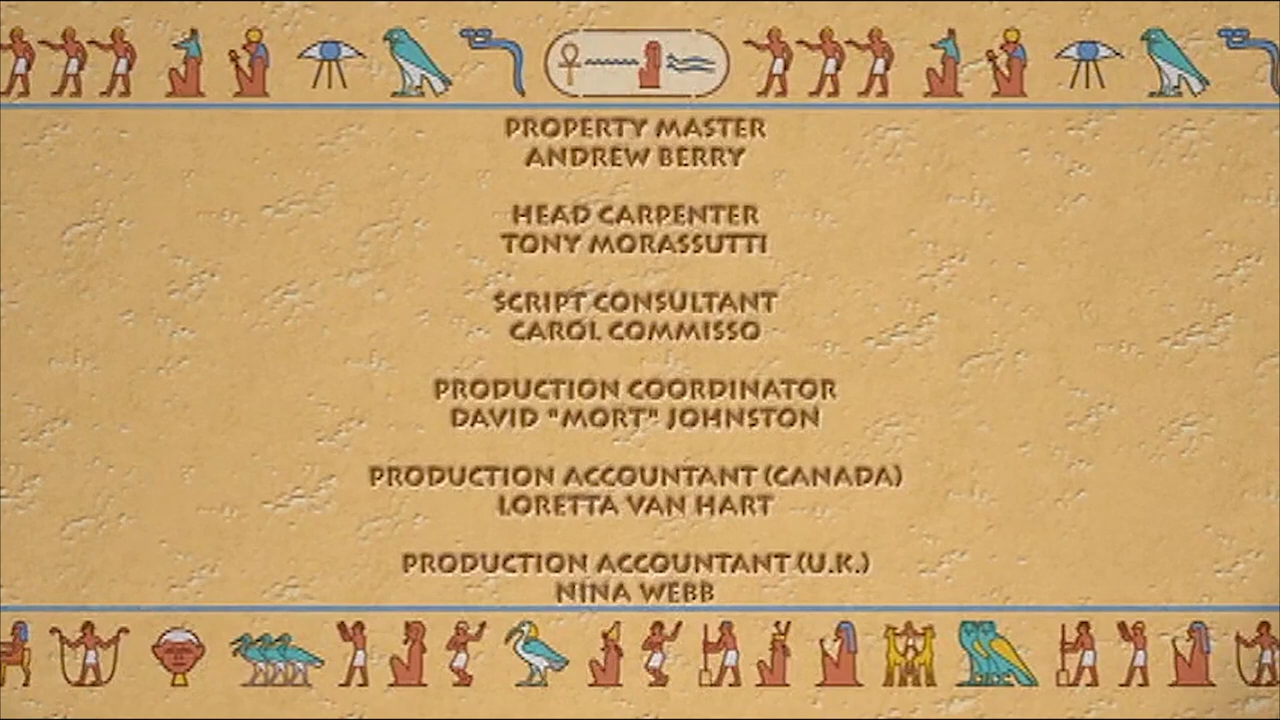 PROPERTY MASTER
ANDREW BERRY
HEAD CARPENTER
TONY MORASSUTTI
SCRIPT CONSULTANT
CAROL COMMISSO
PRODUCTION COORDINATOR
DAVID "MORT" JOHNSTON
PRODUCTION ACCOUNTANT (CANADA)
LORETTA VAN HART
PRODUCTION ACCOUNTANT (U.K.)
NINA WEBB